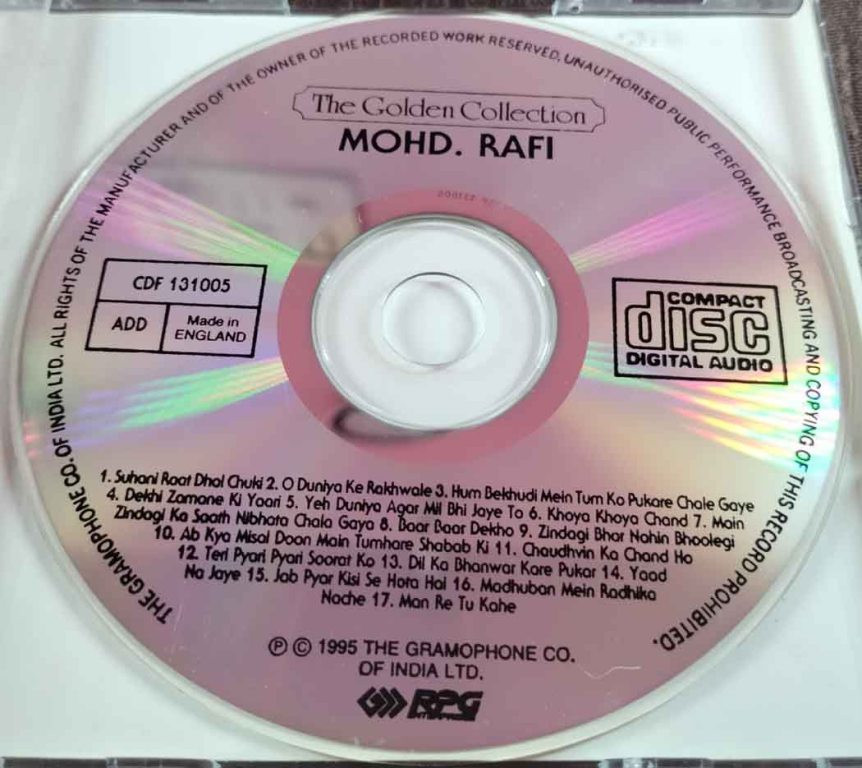 THE GRAMOPHONE CO. OF INDIA LTD. ALL RIGHTS OF THE MANUFACTURER AND OF THE OWNER OF THE RECORDED WORK RESERVED. UNAUTHORISED PUBLIC PERFORMANCE BROADCASTING AND COPYING OF THIS RECORD PROHIBITED.
The Golden Collection
MOHD. RAFI
CDF 131005
ADD
Made in
ENGLAND
COMPACT
disc
DIGITAL AUDIO
1. Suhani Raat Dhal Chuki 2. O Duniya Ke Rakhwale 3. Hum Bekhudi Mein Tum Ko Pukare Chale Gaye
4. Dekhi Zamane Ki Yaari 5. Yeh Duniya Agar Mil Bhi Jaye To 6. Khoya Khoya Chand 7. Main
Zindagi Ka Saath Nibhata Chala Gaya 8. Baar Baar Dekho 9. Zindagi Bhar Nahin Bhoolegi
10. Ab Kya Misal Doon Main Tumhare Shabab Ki 11. Chaudhvin Ka Chand Ho
12. Teri Pyari Pyari Soorat Ko 13. Dil Ka Bhanwar Kare Pukar 14. Yaad
Na Jaye 15. Jab Pyar Kisi Se Hota Hai 16. Madhuban Mein Radhika
Nache 17. Man Re Tu Kahe
Ⓟ © 1995 THE GRAMOPHONE CO.
OF INDIA LTD.
RPG